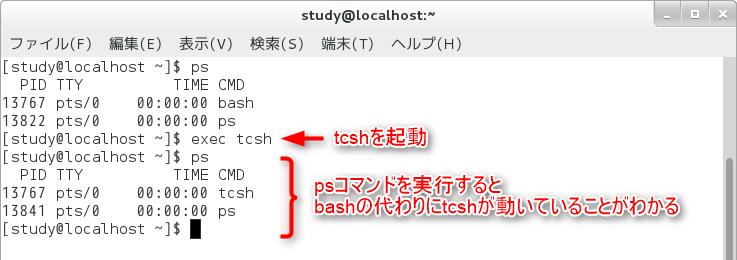 study@localhost:~
ファイル(F) 編集(E) 表示(V) 検索(S) 端末(T) ヘルプ(H)
[study@localhost ~]$ ps
PID TTY TIME CMD
13767 pts/0 00:00:00 bash
13822 pts/0 00:00:00 ps
[study@localhost ~]$ exec tcsh
tcshを起動
[study@localhost ~]$ ps
PID TTY TIME CMD
13767 pts/0 00:00:00 tcsh
13841 pts/0 00:00:00 ps
[study@localhost ~]$
psコマンドを実行すると
bashの代わりにtcshが動いていることがわかる